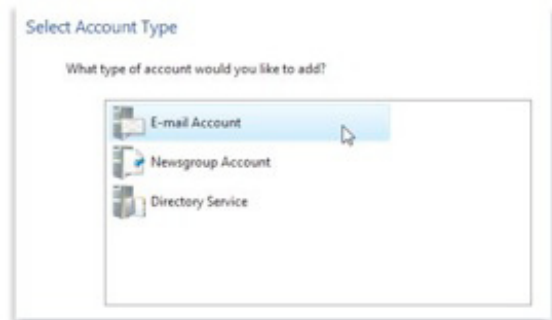 Select Account Type
What type of account would you like to add?
E-mail Account
Newsgroup Account
Directory Service